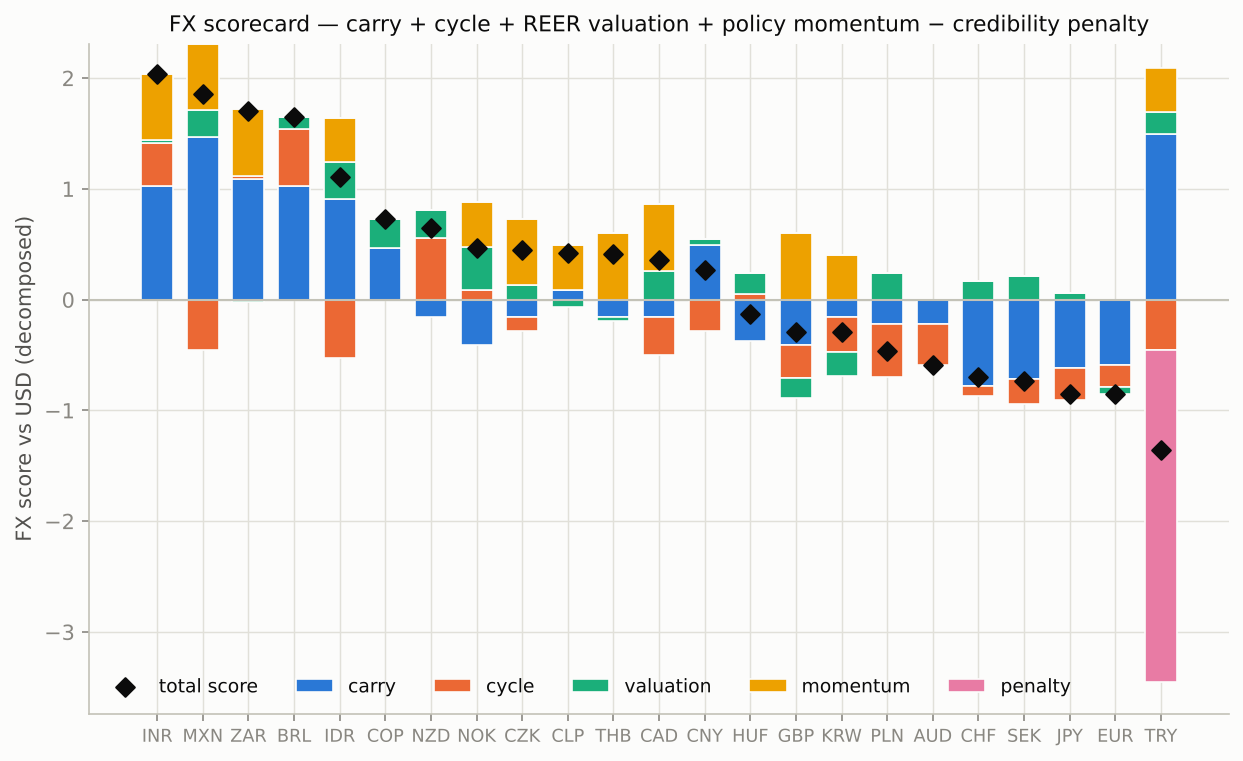 FX scorecard — carry + cycle + REER valuation + policy momentum − credibility penalty
FX score vs USD (decomposed)
2
1
0
−1
−2
−3
total score
carry
cycle
valuation
momentum
penalty
INR MXN ZAR BRL IDR COP NZD NOK CZK CLP THB CAD CNY HUF GBP KRW PLN AUD CHF SEK JPY EUR TRY